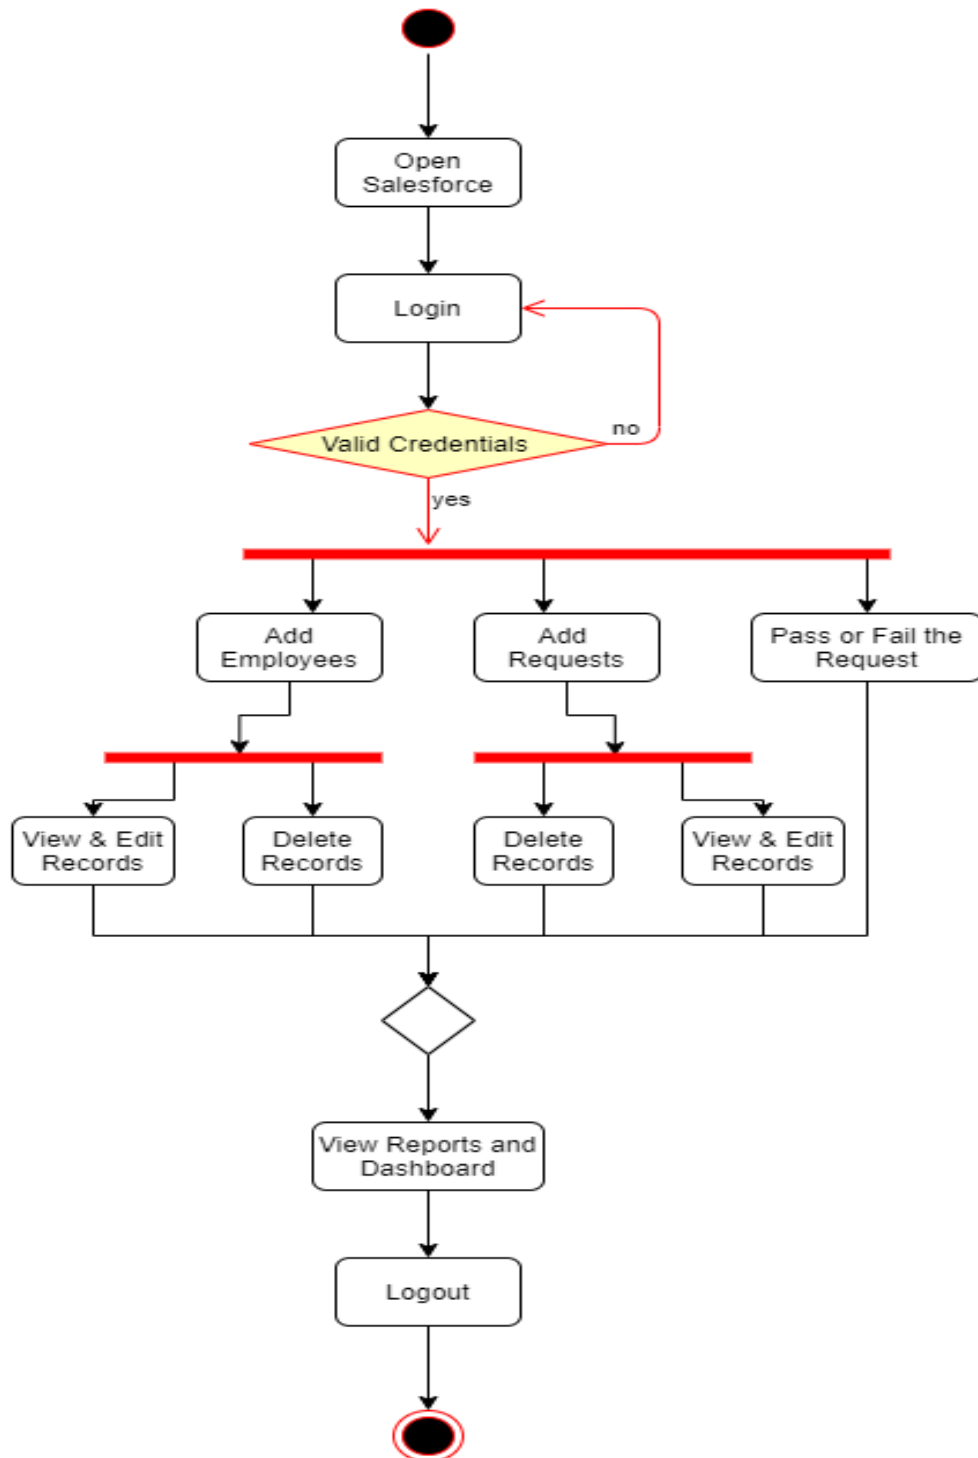 Open
Salesforce
Login
Valid Credentials
no
yes
Add
Employees
Add
Requests
Pass or Fail the
Request
View & Edit
Records
Delete
Records
Delete
Records
View & Edit
Records
View Reports and
Dashboard
Logout